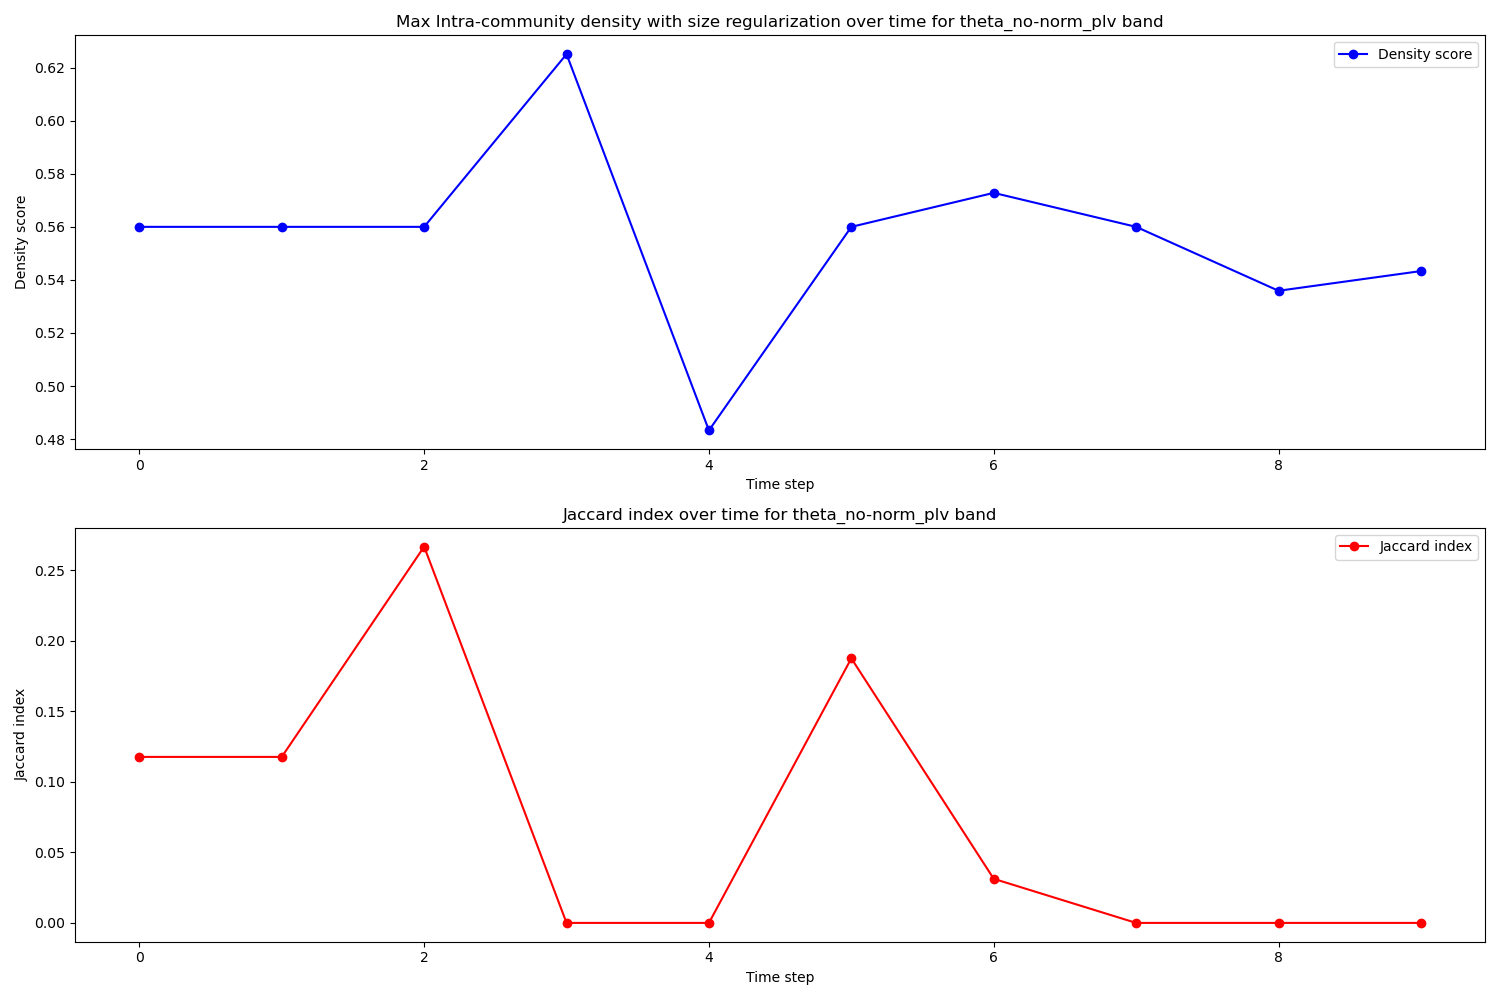 Max Intra-community density with size regularization over time for theta_no-norm_plv band
Density score
0.62
0.60
0.58
0.56
0.54
0.52
0.50
0.48
Density score
0 2 4 6 8
Time step
Jaccard index over time for theta_no-norm_plv band
Jaccard index
0.25
0.20
0.15
0.10
0.05
0.00
Jaccard index
0 2 4 6 8
Time step